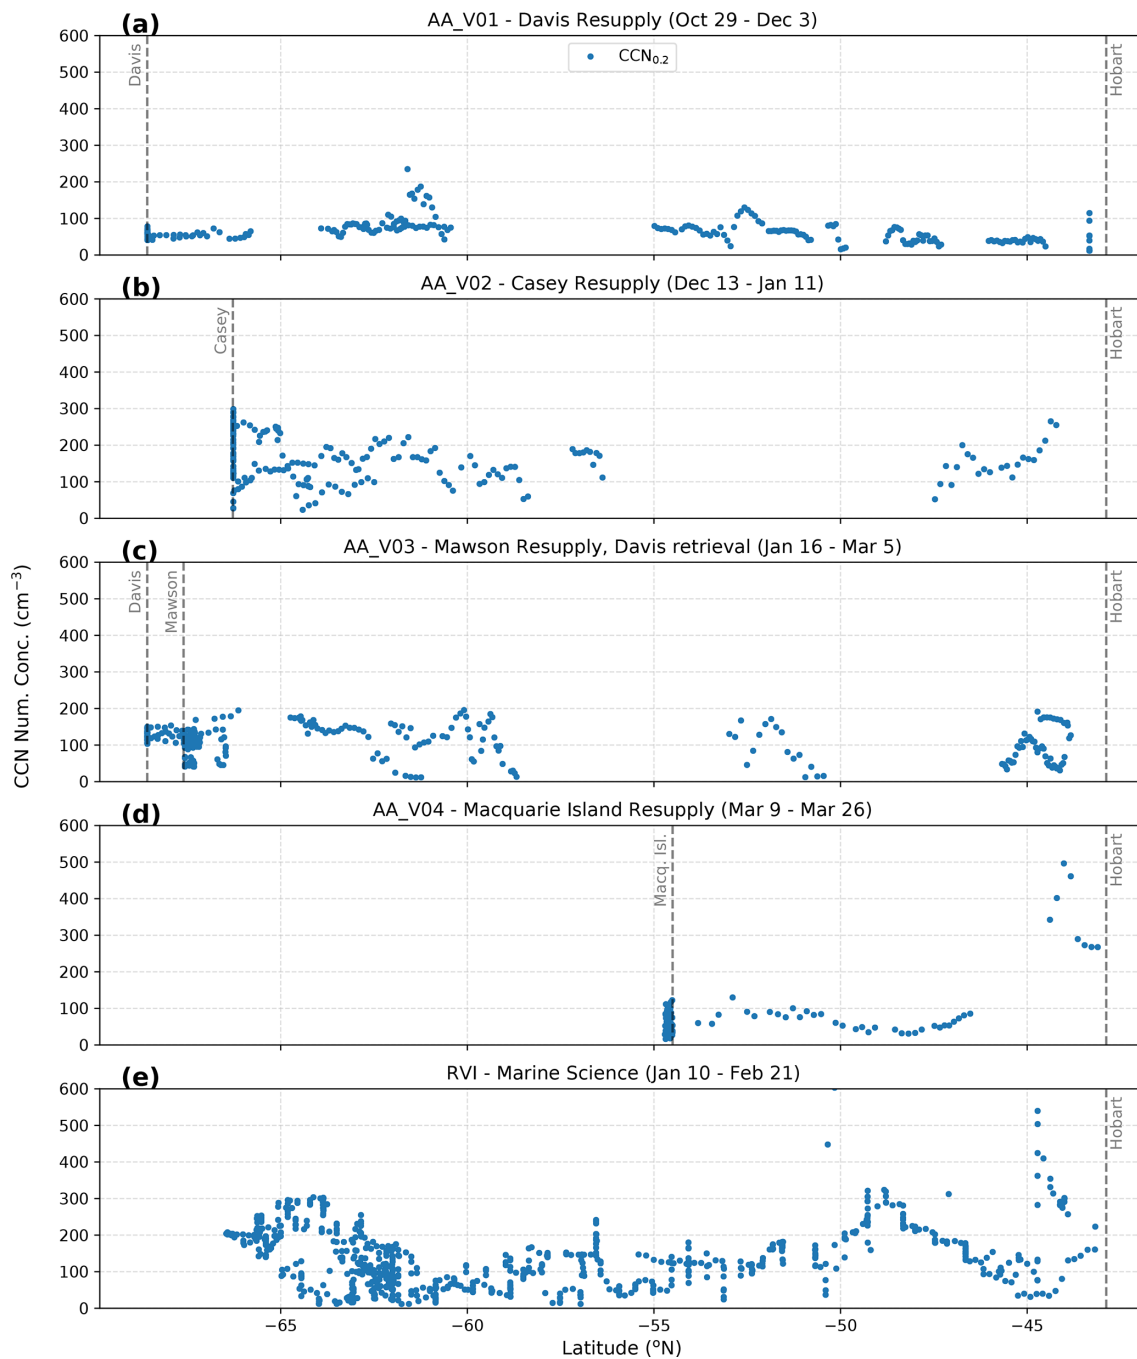 (a) AA_V01 - Davis Resupply (Oct 29 - Dec 3)
600
500
400
300
200
100
0
Davis
CCN0.2
Hobart
(b) AA_V02 - Casey Resupply (Dec 13 - Jan 11)
600
500
400
300
200
100
0
Casey
Hobart
(c) AA_V03 - Mawson Resupply, Davis retrieval (Jan 16 - Mar 5)
600
500
400
300
200
100
0
Davis
Mawson
Hobart
CCN Num. Conc. (cm−3)
(d) AA_V04 - Macquarie Island Resupply (Mar 9 - Mar 26)
600
500
400
300
200
100
0
Macq. Isl.
Hobart
(e) RVI - Marine Science (Jan 10 - Feb 21)
600
500
400
300
200
100
0
Hobart
−65 −60 −55 −50 −45
Latitude (oN)